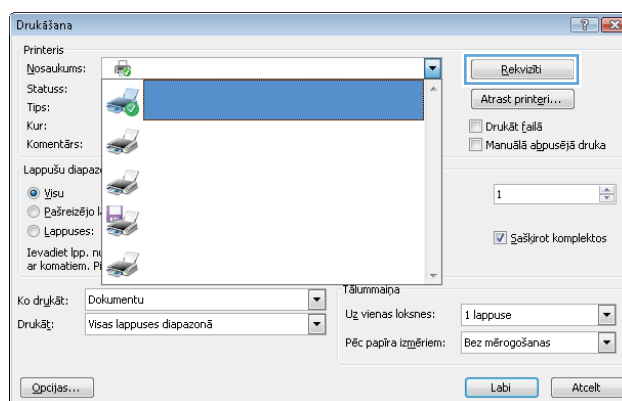 Drukāšana
Printeris
Nosaukums:
Rekvizīti
Statuss:
Tips:
Atrast printeri...
Kur:
Drukāt failā
Komentārs:
Manuālā abpusējā druka
Lappušu diapaz
Visu
1
Pašreizējo l
Lappuses:
Sašķirot komplektos
Ievadiet lpp. nu
ar komatiem. Pi
Tālummaiņa
Ko drukāt:
Dokumentu
Uz vienas loksnes:
1 lappuse
Drukāt:
Visas lappuses diapazonā
Pēc papīra izmēriem:
Bez mērogošanas
Opcijas...
Labi
Atcelt